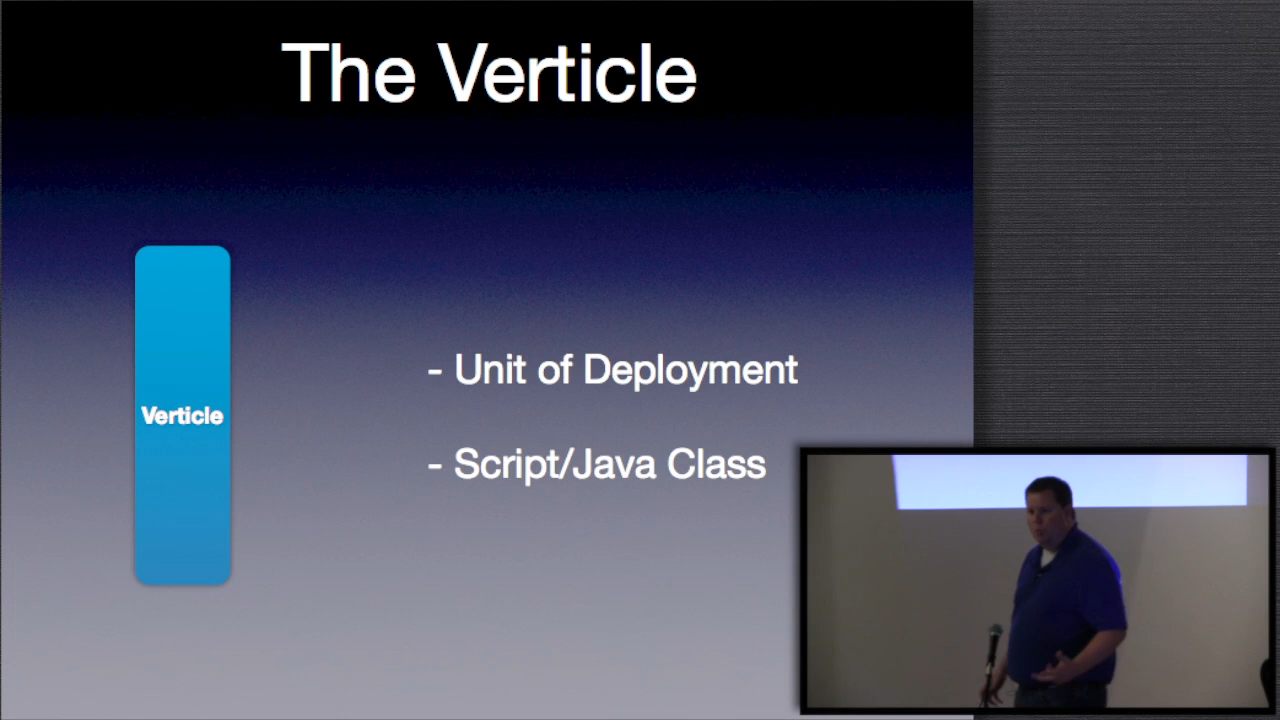 The Verticle
Verticle
- Unit of Deployment
- Script/Java Class